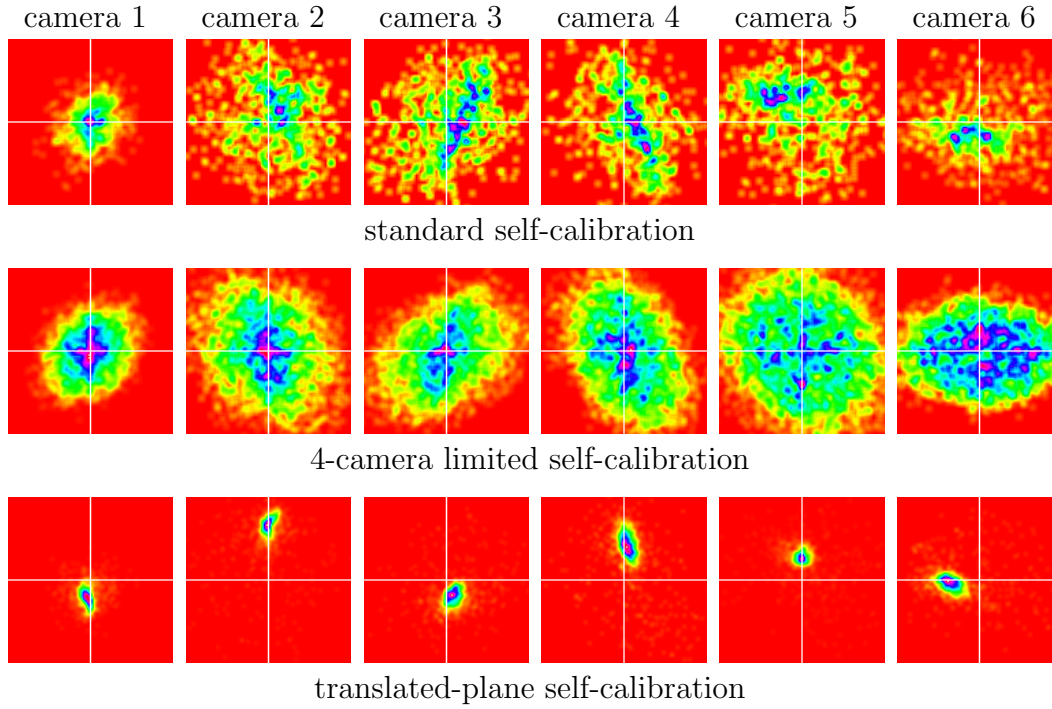 camera 1 camera 2 camera 3 camera 4 camera 5 camera 6
standard self-calibration
4-camera limited self-calibration
translated-plane self-calibration